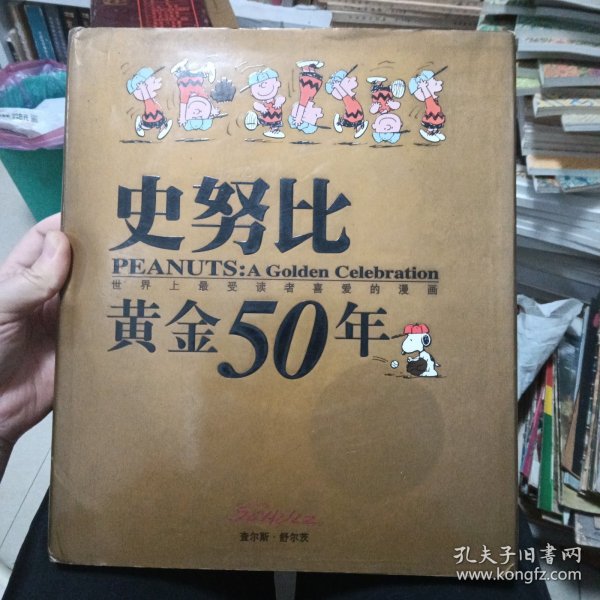 史努比
PEANUTS: A Golden Celebration
世界上最受读者喜爱的漫画
黄金50年
Schulz
查尔斯·舒尔茨
孔夫子旧书网
www.kongfz.com